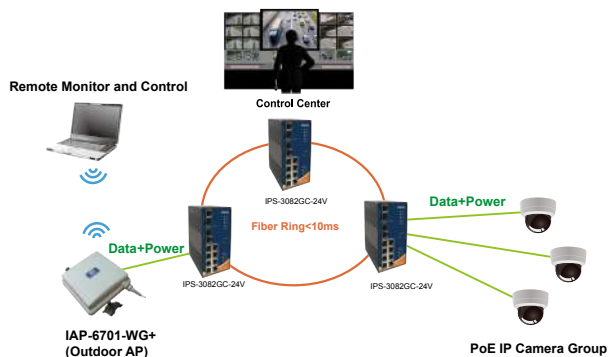 Remote Monitor and Control
Control Center
IPS-3082GC-24V
Data+Power
Fiber Ring<10ms
Data+Power
IPS-3082GC-24V
IPS-3082GC-24V
IAP-6701-WG+
(Outdoor AP)
PoE IP Camera Group